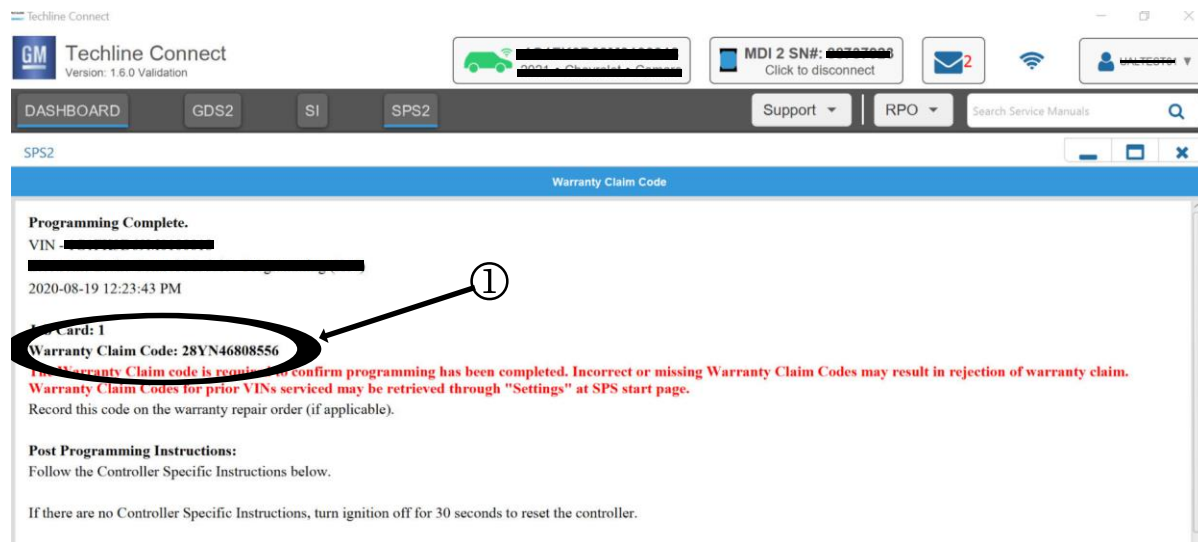 Techline Connect
GM
Techline Connect
Version: 1.6.0 Validation
2021 • Chevrolet • Camaro
MDI 2 SN#:
Click to disconnect
2
DASHBOARD
GDS2
SI
SPS2
Support
RPO
Search Service Manuals
SPS2
Warranty Claim Code
Programming Complete.
VIN -
2020-08-19 12:23:43 PM
1
Card: 1
Warranty Claim Code: 28YN46808556
The Warranty Claim code is required to confirm programming has been completed. Incorrect or missing Warranty Claim Codes may result in rejection of warranty claim.
Warranty Claim Codes for prior VINs serviced may be retrieved through "Settings" at SPS start page.
Record this code on the warranty repair order (if applicable).
Post Programming Instructions:
Follow the Controller Specific Instructions below.
If there are no Controller Specific Instructions, turn ignition off for 30 seconds to reset the controller.